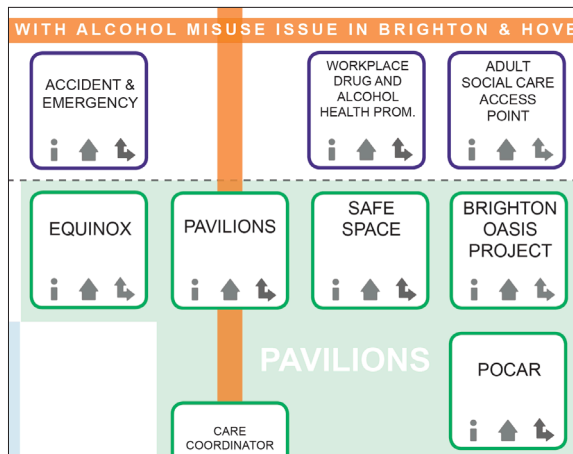 WITH ALCOHOL MISUSE ISSUE IN BRIGHTON & HOVE
ACCIDENT &
EMERGENCY
WORKPLACE
DRUG AND
ALCOHOL
HEALTH PROM.
ADULT
SOCIAL CARE
ACCESS
POINT
EQUINOX
PAVILIONS
SAFE
SPACE
BRIGHTON
OASIS
PROJECT
PAVILIONS
POCAR
CARE
COORDINATOR